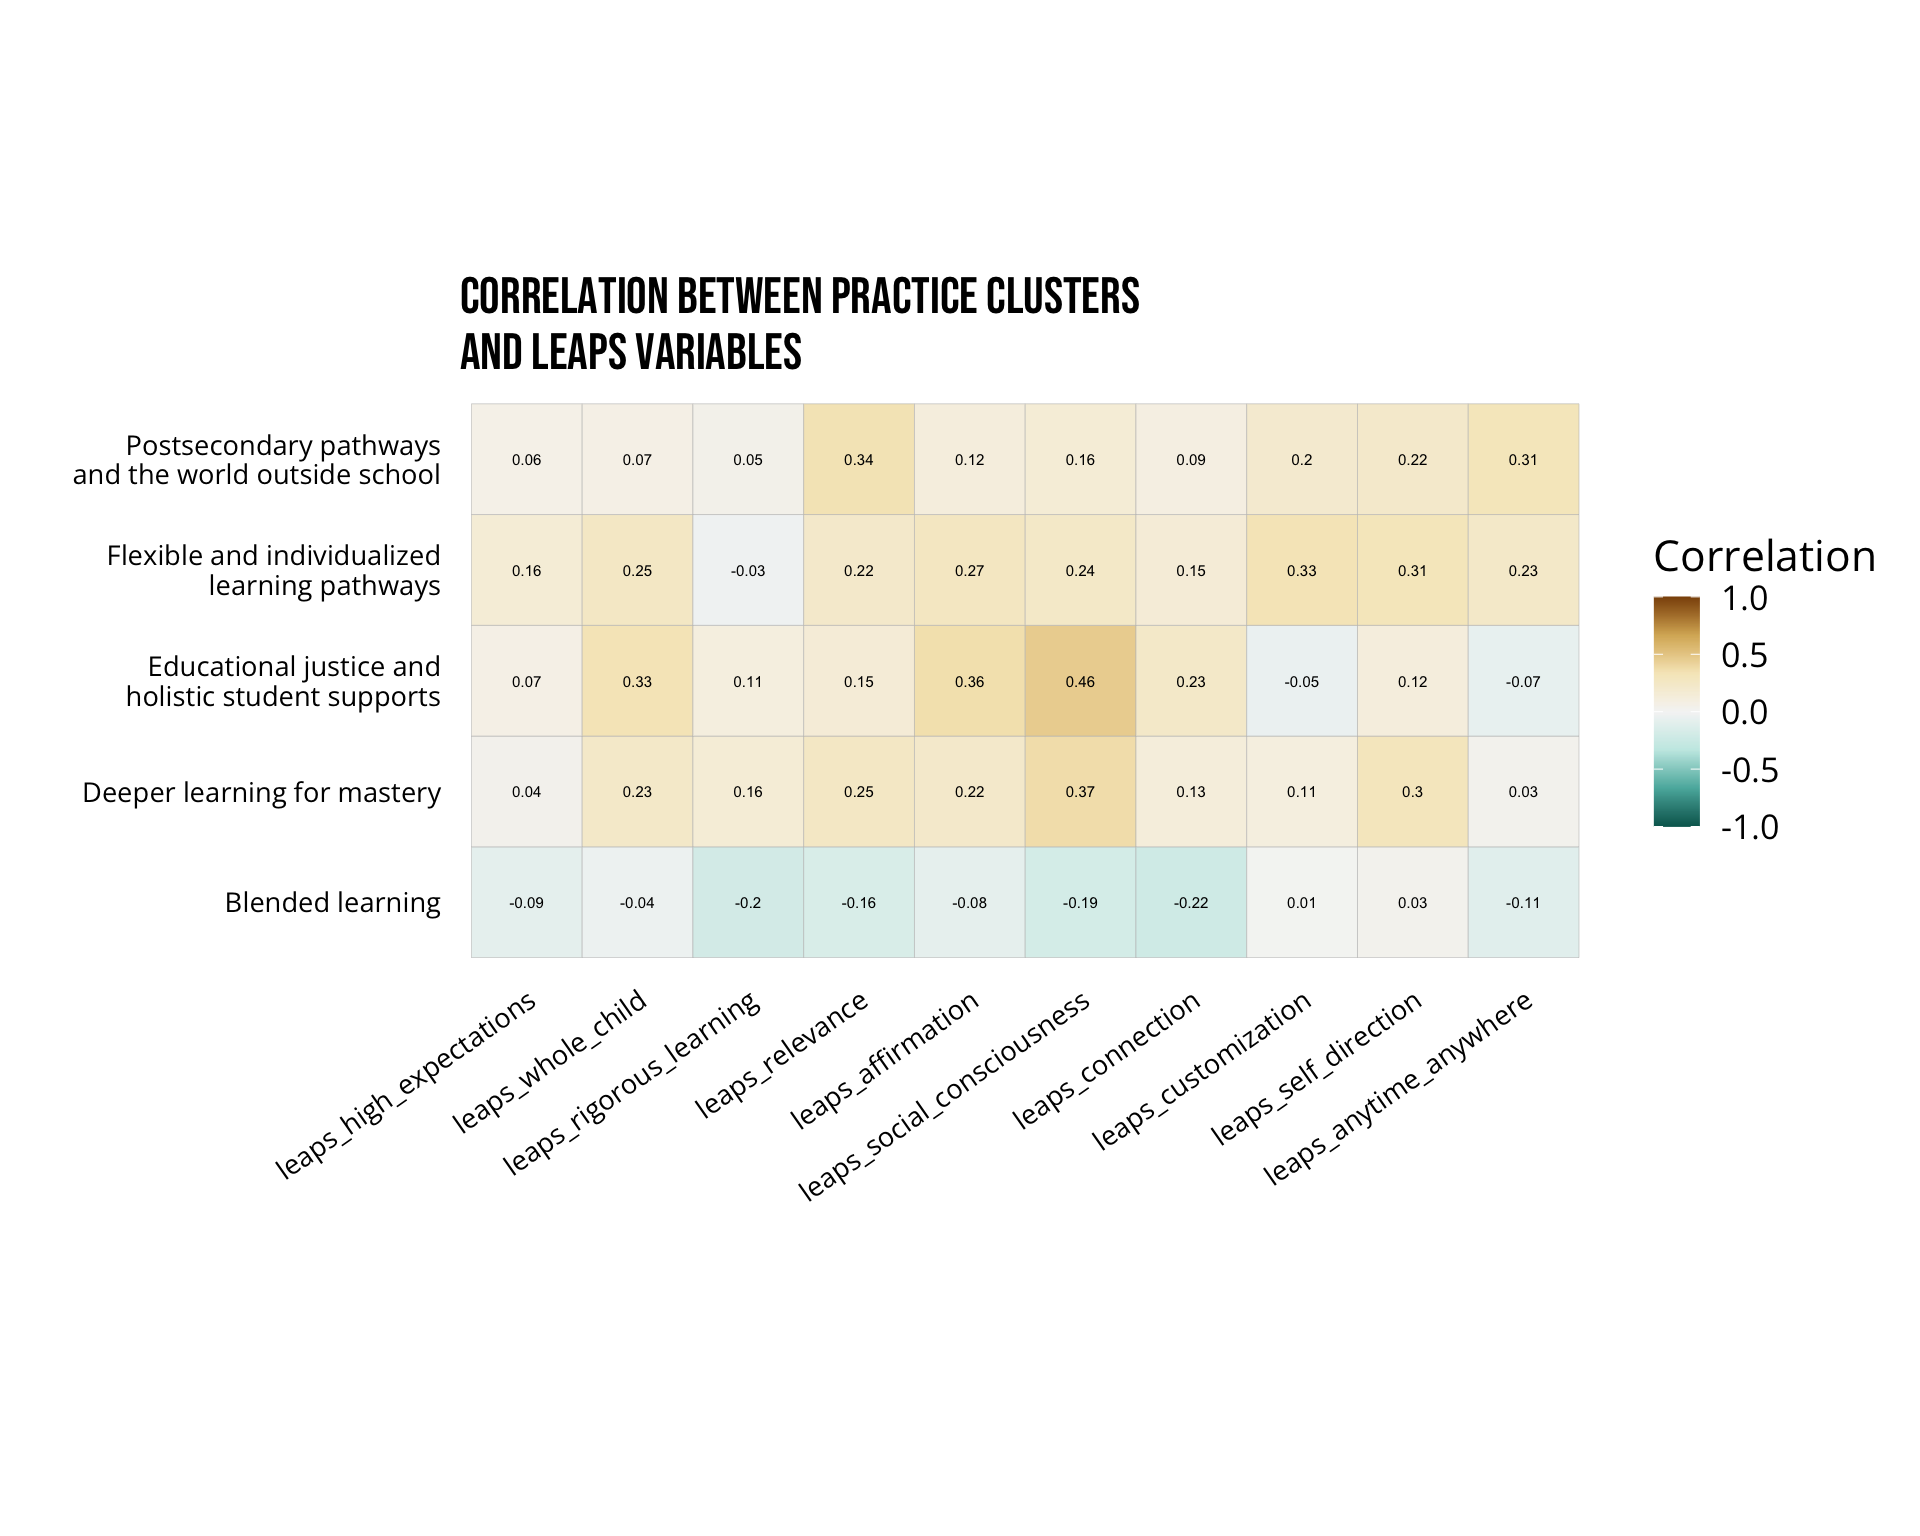 CORRELATION BETWEEN PRACTICE CLUSTERS
AND LEAPS VARIABLES
Postsecondary pathways
and the world outside school
0.06 0.07 0.05 0.34 0.12 0.16 0.09 0.2 0.22 0.31
Flexible and individualized
learning pathways
0.16 0.25 -0.03 0.22 0.27 0.24 0.15 0.33 0.31 0.23
Educational justice and
holistic student supports
0.07 0.33 0.11 0.15 0.36 0.46 0.23 -0.05 0.12 -0.07
Deeper learning for mastery
0.04 0.23 0.16 0.25 0.22 0.37 0.13 0.11 0.3 0.03
Blended learning
-0.09 -0.04 -0.2 -0.16 -0.08 -0.19 -0.22 0.01 0.03 -0.11
leaps_high_expectations
leaps_whole_child
leaps_rigorous_learning
leaps_relevance
leaps_affirmation
leaps_social_consciousness
leaps_connection
leaps_customization
leaps_self_direction
leaps_anytime_anywhere
Correlation
1.0
0.5
0.0
-0.5
-1.0